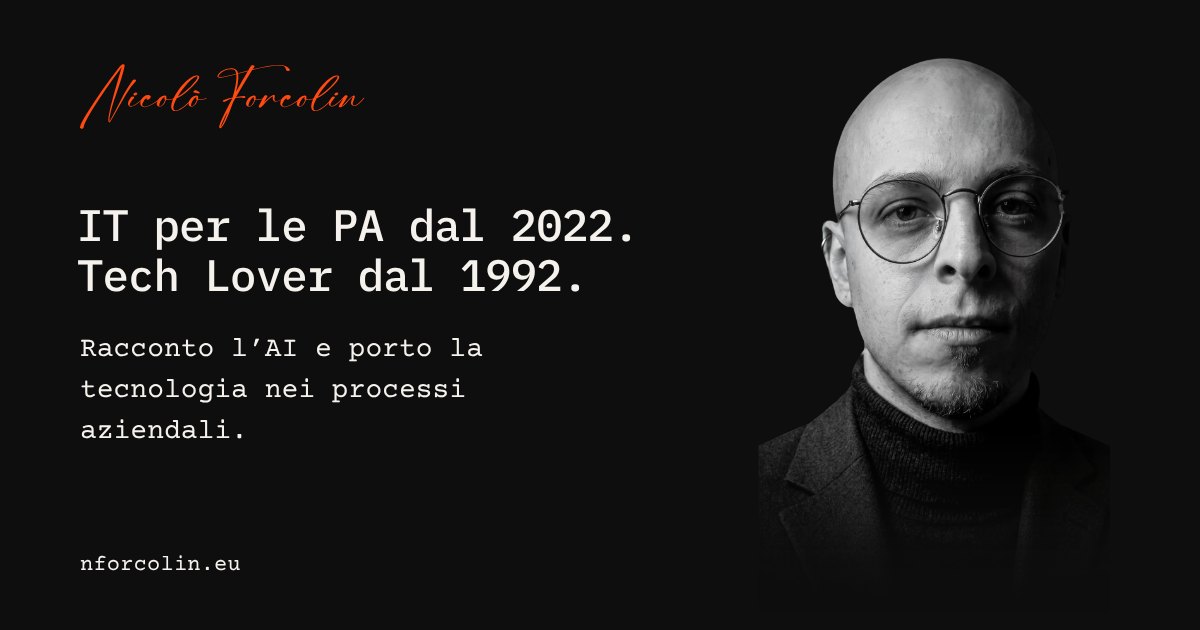 Nicolò Forcolin
IT per le PA dal 2022.
Tech Lover dal 1992.
Racconto l’AI e porto la
tecnologia nei processi
aziendali.
nforcolin.eu